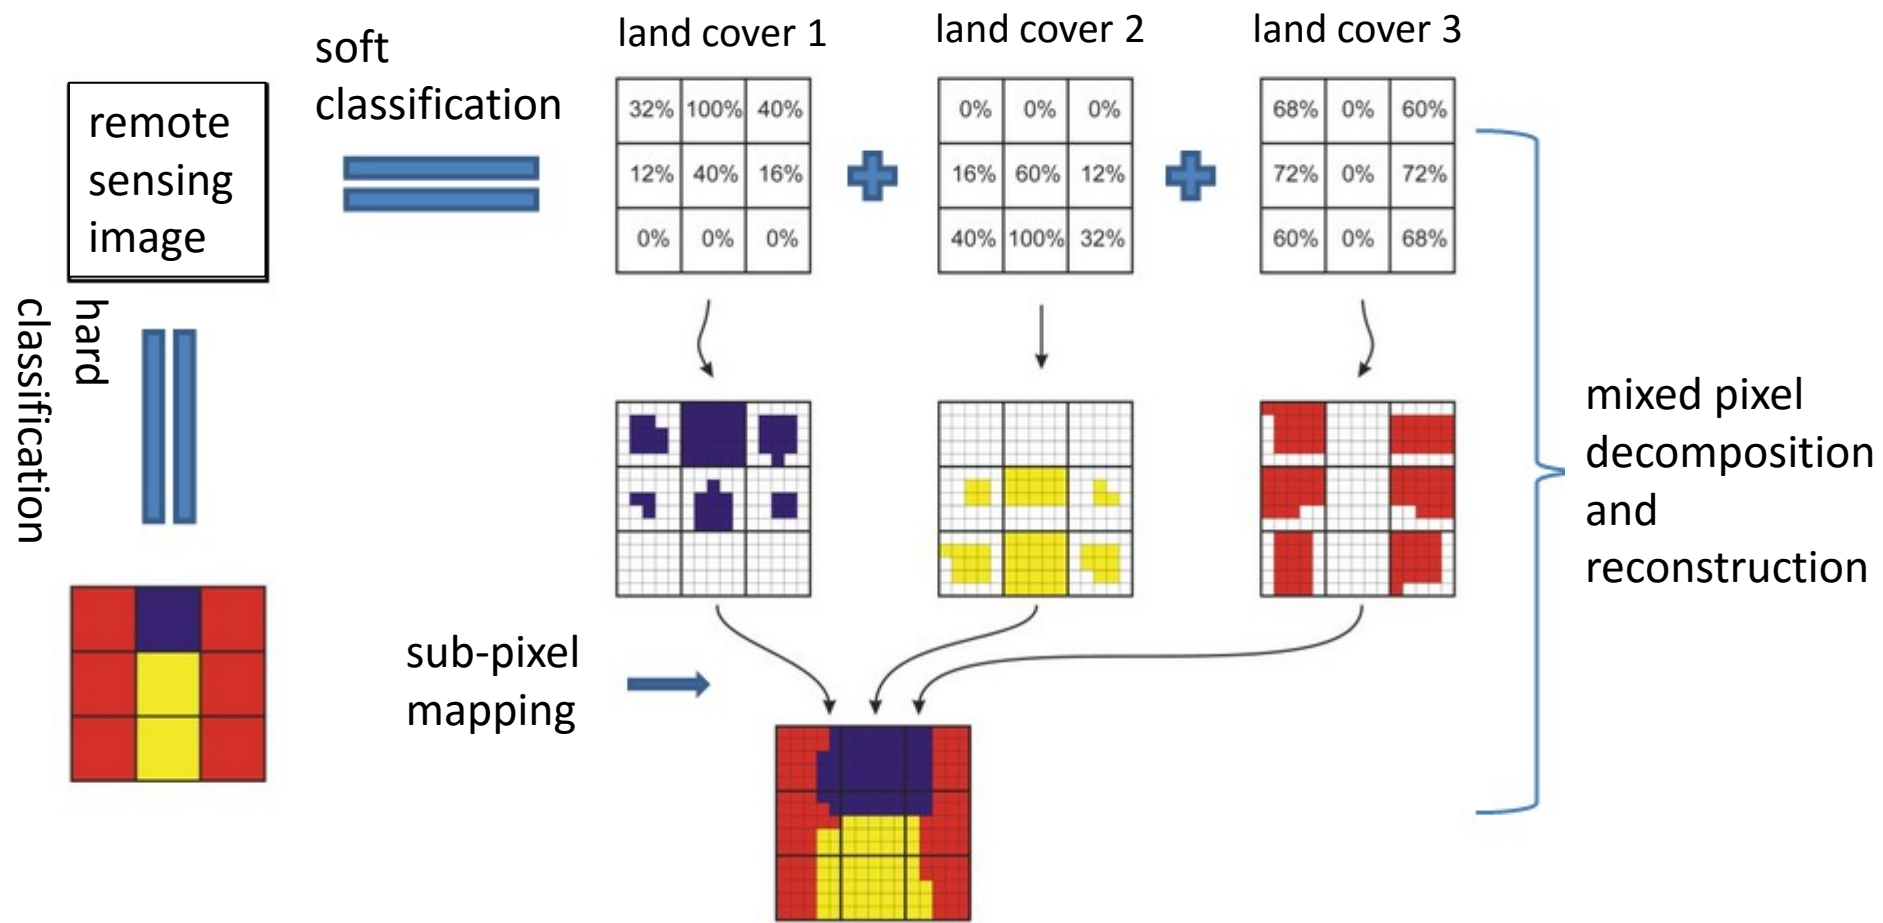 remote
sensing
image
soft
classification
land cover 1
land cover 2
land cover 3
32% 100% 40%
12% 40% 16%
0% 0% 0%
0% 0% 0%
16% 60% 12%
40% 100% 32%
68% 0% 60%
72% 0% 72%
60% 0% 68%
hard
classification
sub-pixel
mapping
mixed pixel
decomposition
and
reconstruction